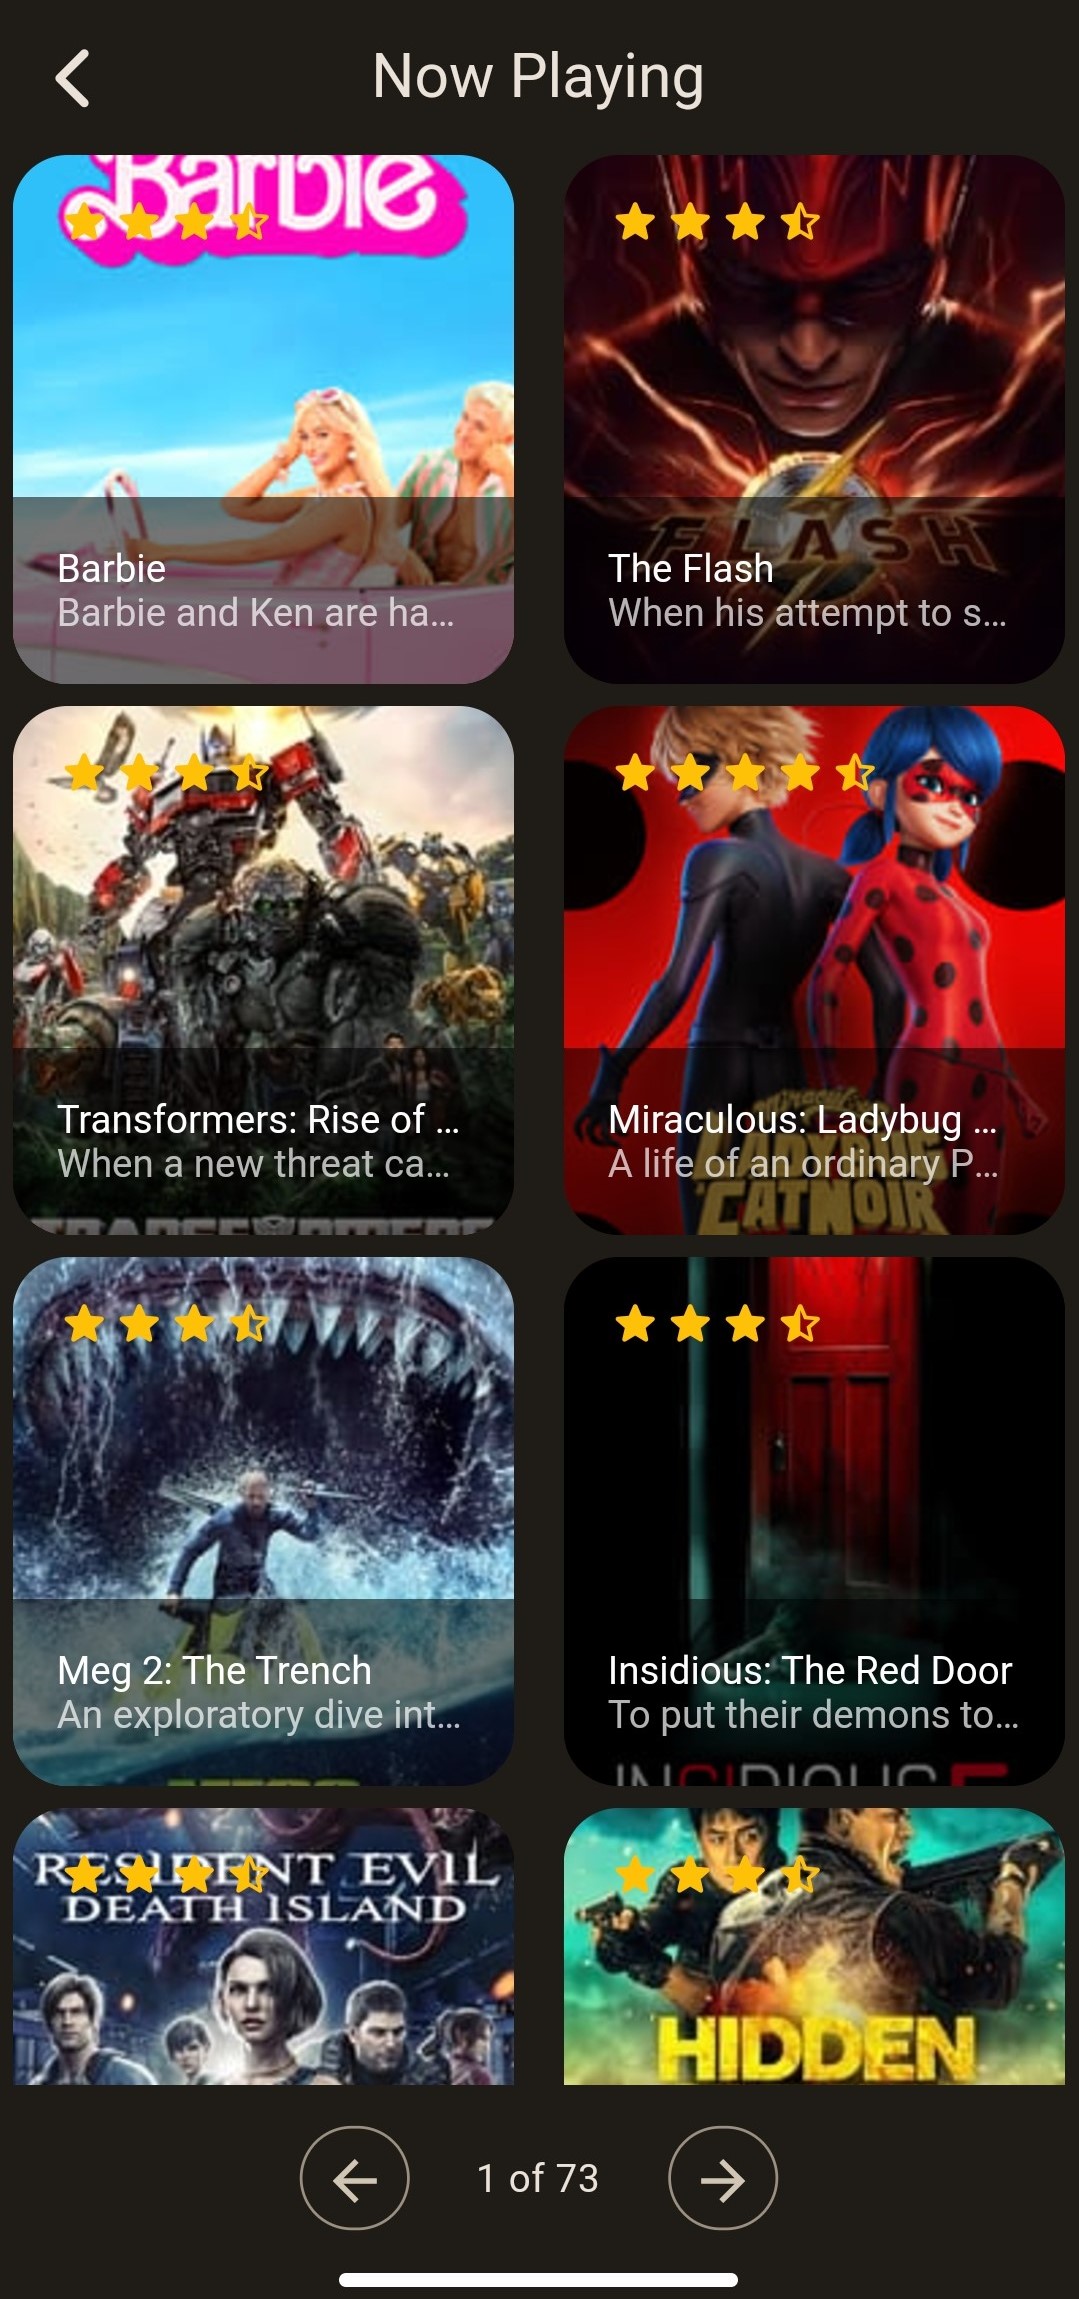 Now Playing
Barbie
Barbie
Barbie and Ken are ha...
FLASH
The Flash
When his attempt to s...
Transformers: Rise of ...
When a new threat ca...
TRANSFORMERS
Miraculous: Ladybug ...
A life of an ordinary P...
LADYBUG
CATNOIR
Meg 2: The Trench
An exploratory dive int...
Insidious: The Red Door
To put their demons to...
INSIDIOUS
RESIDENT EVIL
DEATH ISLAND
HIDDEN
1 of 73